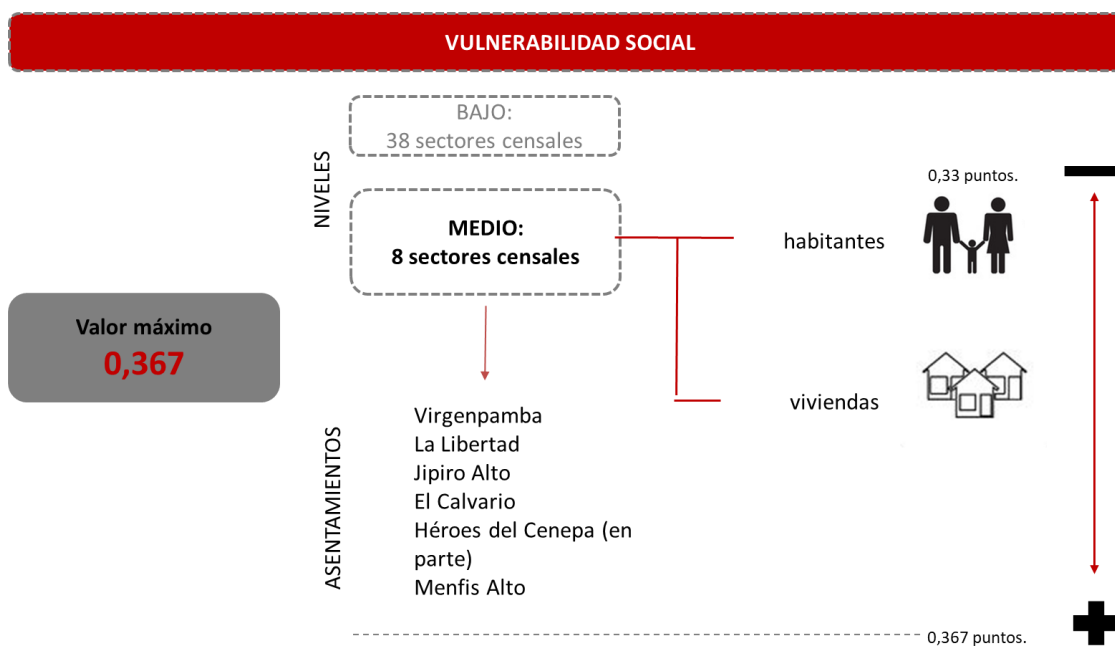 VULNERABILIDAD SOCIAL
BAJO:
38 sectores censales
NIVELES
MEDIO:
8 sectores censales
0,33 puntos.
habitantes
Valor máximo
0,367
viviendas
ASENTAMIENTOS
Virgenpamba
La Libertad
Jipiro Alto
El Calvario
Héroes del Cenepa (en
parte)
Menfis Alto
0,367 puntos.